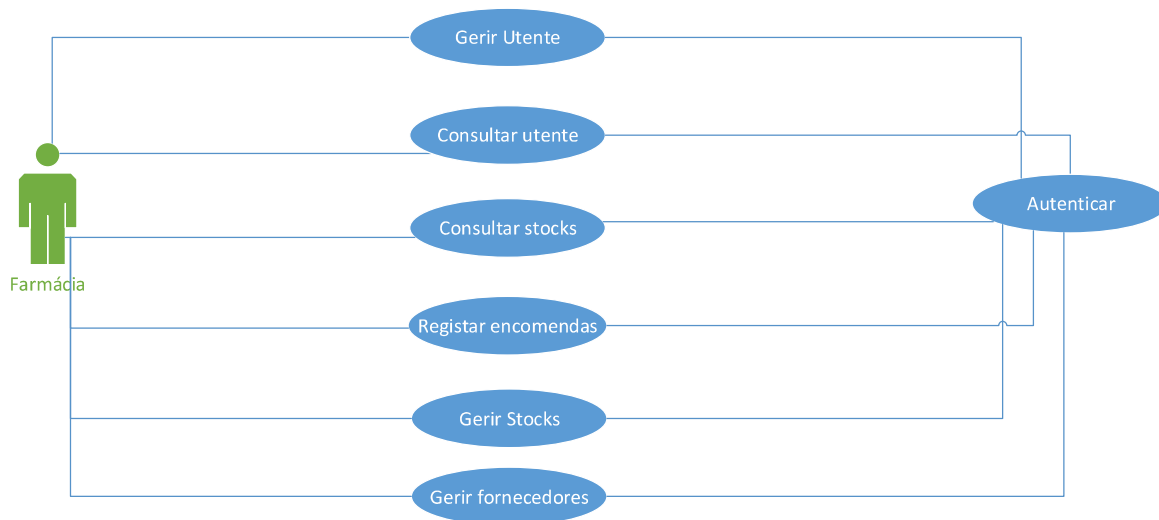 Gerir Utente
Consultar utente
Autenticar
Consultar stocks
Farmácia
Registar encomendas
Gerir Stocks
Gerir fornecedores